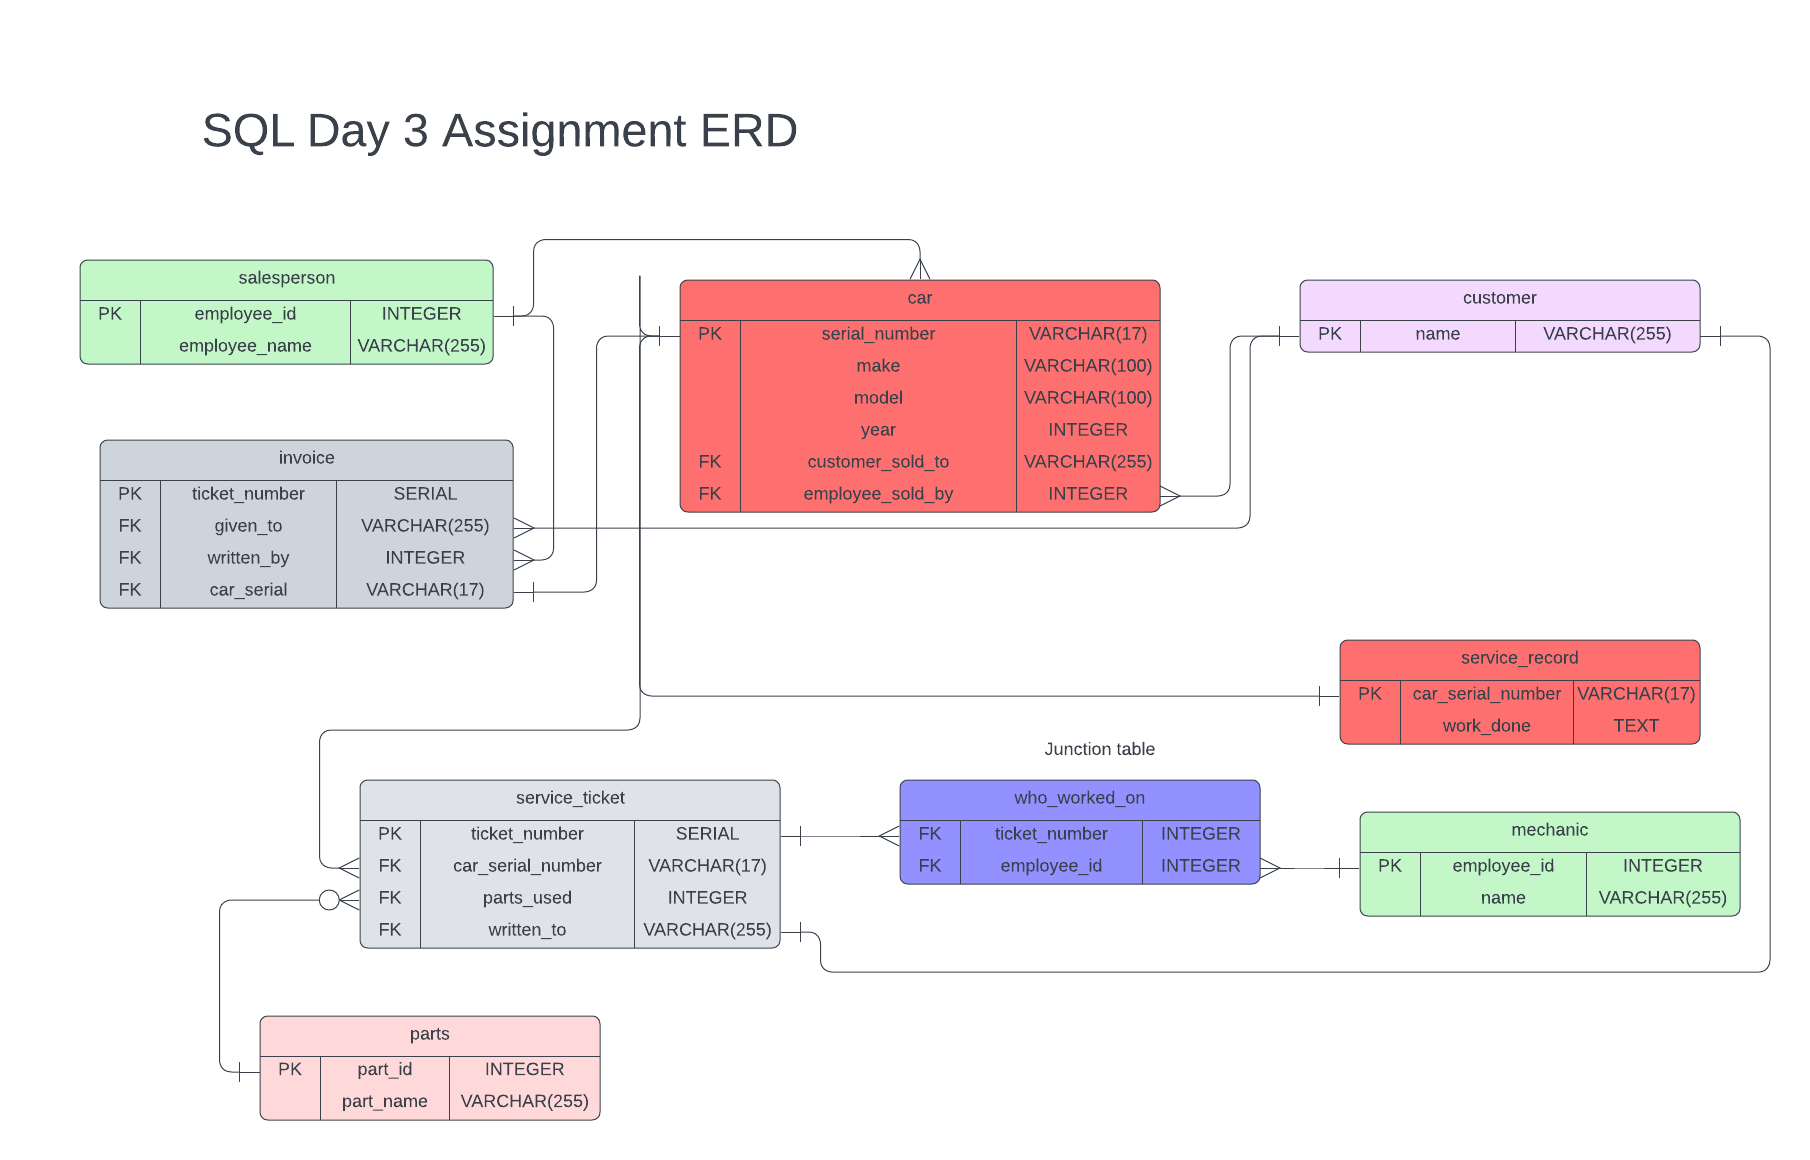 SQL Day 3 Assignment ERD
salesperson
PK employee_id INTEGER
employee_name VARCHAR(255)
car
PK serial_number VARCHAR(17)
make VARCHAR(100)
model VARCHAR(100)
year INTEGER
FK customer_sold_to VARCHAR(255)
FK employee_sold_by INTEGER
customer
PK name VARCHAR(255)
invoice
PK ticket_number SERIAL
FK given_to VARCHAR(255)
FK written_by INTEGER
FK car_serial VARCHAR(17)
service_record
PK car_serial_number VARCHAR(17)
work_done TEXT
Junction table
service_ticket
PK ticket_number SERIAL
FK car_serial_number VARCHAR(17)
FK parts_used INTEGER
FK written_to VARCHAR(255)
who_worked_on
FK ticket_number INTEGER
FK employee_id INTEGER
mechanic
PK employee_id INTEGER
name VARCHAR(255)
parts
PK part_id INTEGER
part_name VARCHAR(255)